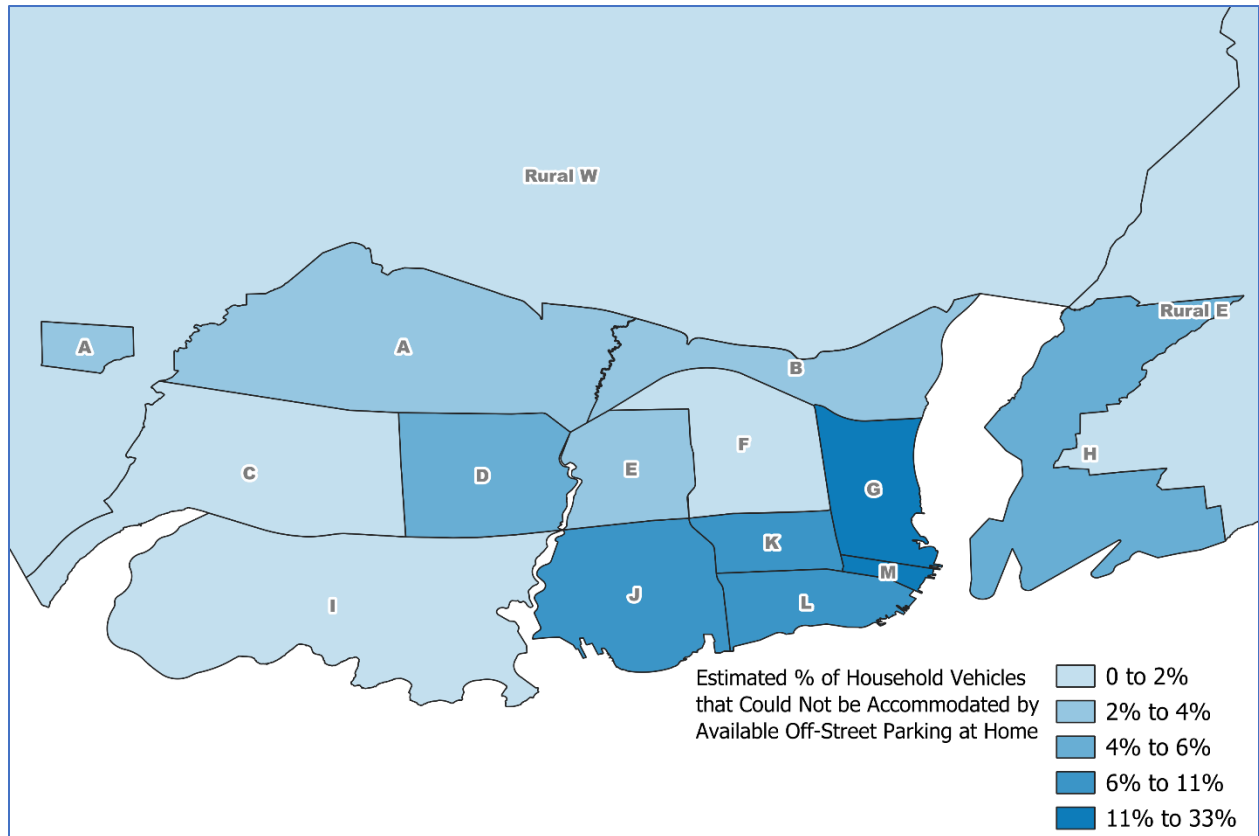 Rural W
Rural E
A
A
B
C
D
E
F
G
H
I
J
K
L
M
Estimated % of Household Vehicles
that Could Not be Accommodated by
Available Off-Street Parking at Home
0 to 2%
2% to 4%
4% to 6%
6% to 11%
11% to 33%